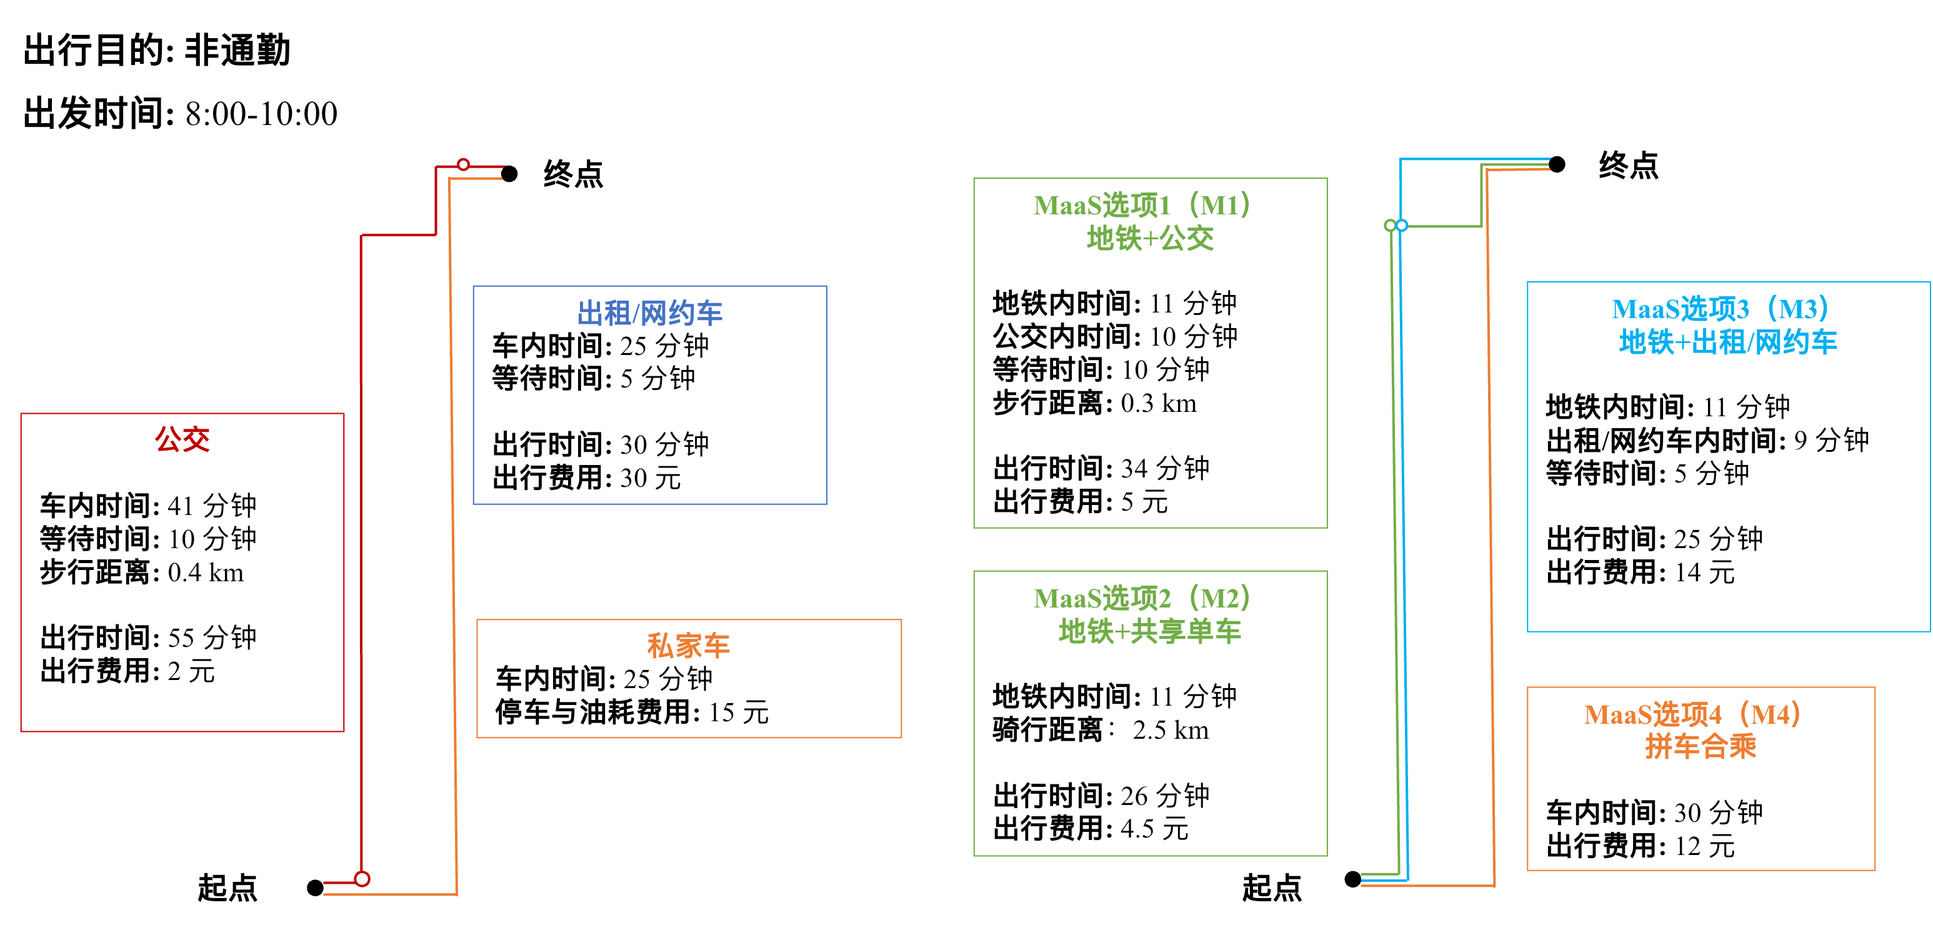 出行目的: 非通勤
出发时间: 8:00-10:00
终点
出租/网约车
车内时间: 25 分钟
等待时间: 5 分钟
出行时间: 30 分钟
出行费用: 30 元
公交
车内时间: 41 分钟
等待时间: 10 分钟
步行距离: 0.4 km
出行时间: 55 分钟
出行费用: 2 元
私家车
车内时间: 25 分钟
停车与油耗费用: 15 元
起点
终点
MaaS选项1（M1）
地铁+公交
地铁内时间: 11 分钟
公交内时间: 10 分钟
等待时间: 10 分钟
步行距离: 0.3 km
出行时间: 34 分钟
出行费用: 5 元
MaaS选项2（M2）
地铁+共享单车
地铁内时间: 11 分钟
骑行距离：2.5 km
出行时间: 26 分钟
出行费用: 4.5 元
MaaS选项3（M3）
地铁+出租/网约车
地铁内时间: 11 分钟
出租/网约车内时间: 9 分钟
等待时间: 5 分钟
出行时间: 25 分钟
出行费用: 14 元
MaaS选项4（M4）
拼车合乘
车内时间: 30 分钟
出行费用: 12 元
起点